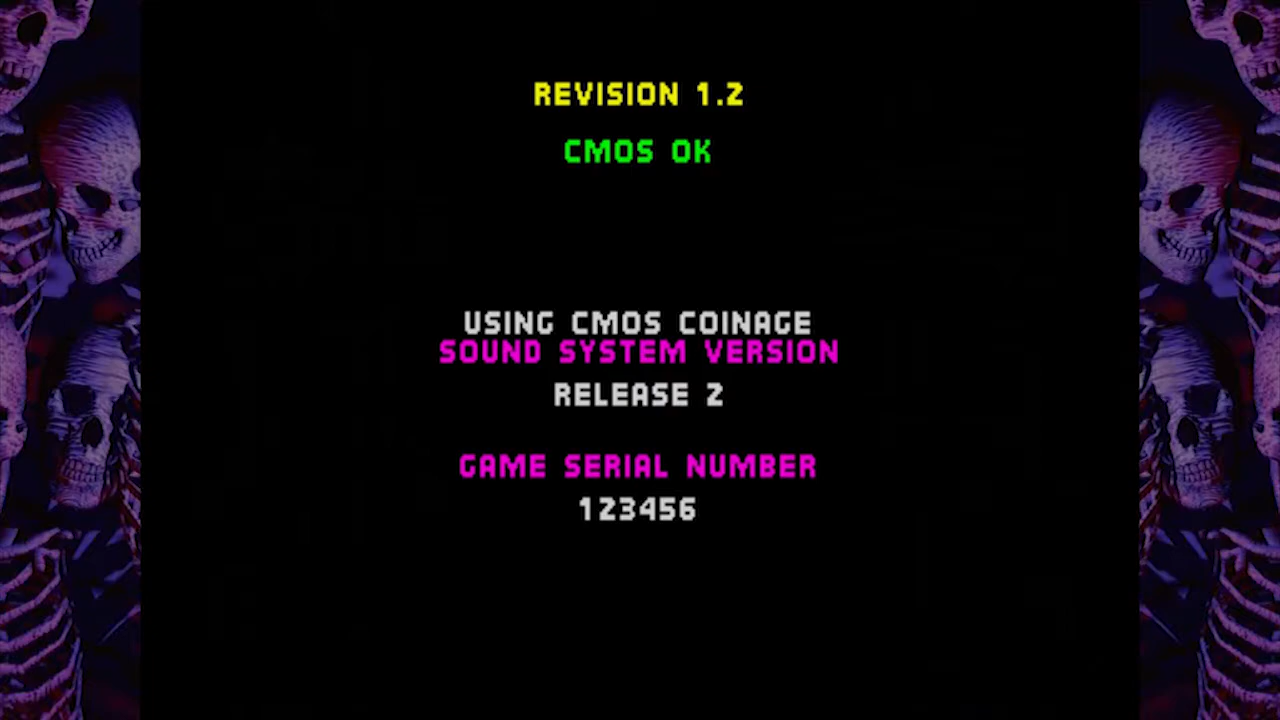 REVISION 1.2
CMOS OK
USING CMOS COINAGE
SOUND SYSTEM VERSION
RELEASE 2
GAME SERIAL NUMBER
123456